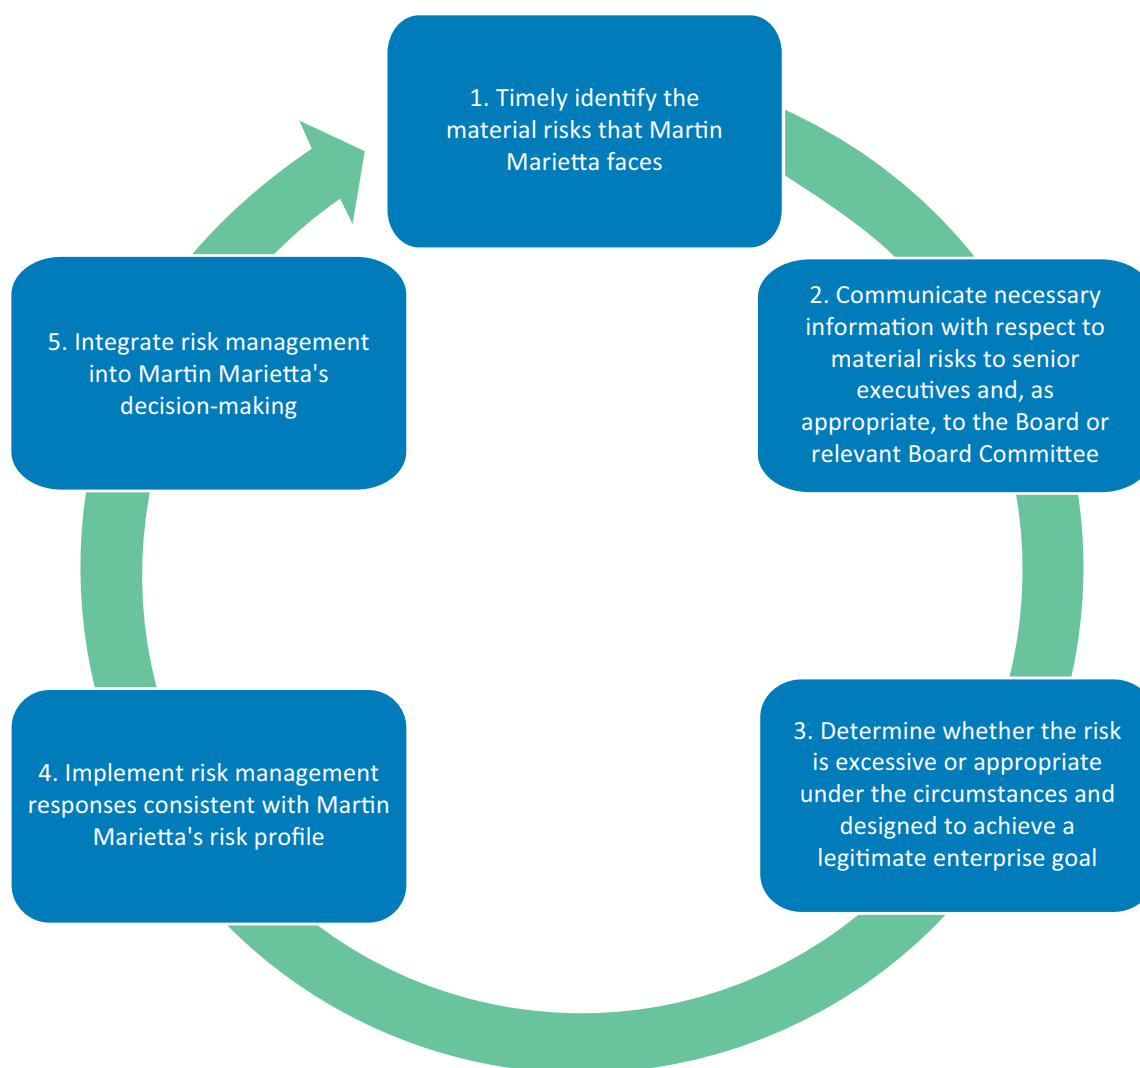 1. Timely identify the
material risks that Martin
Marietta faces
2. Communicate necessary
information with respect to
material risks to senior
executives and, as
appropriate, to the Board or
relevant Board Committee
3. Determine whether the risk
is excessive or appropriate
under the circumstances and
designed to achieve a
legitimate enterprise goal
4. Implement risk management
responses consistent with Martin
Marietta's risk profile
5. Integrate risk management
into Martin Marietta's
decision-making